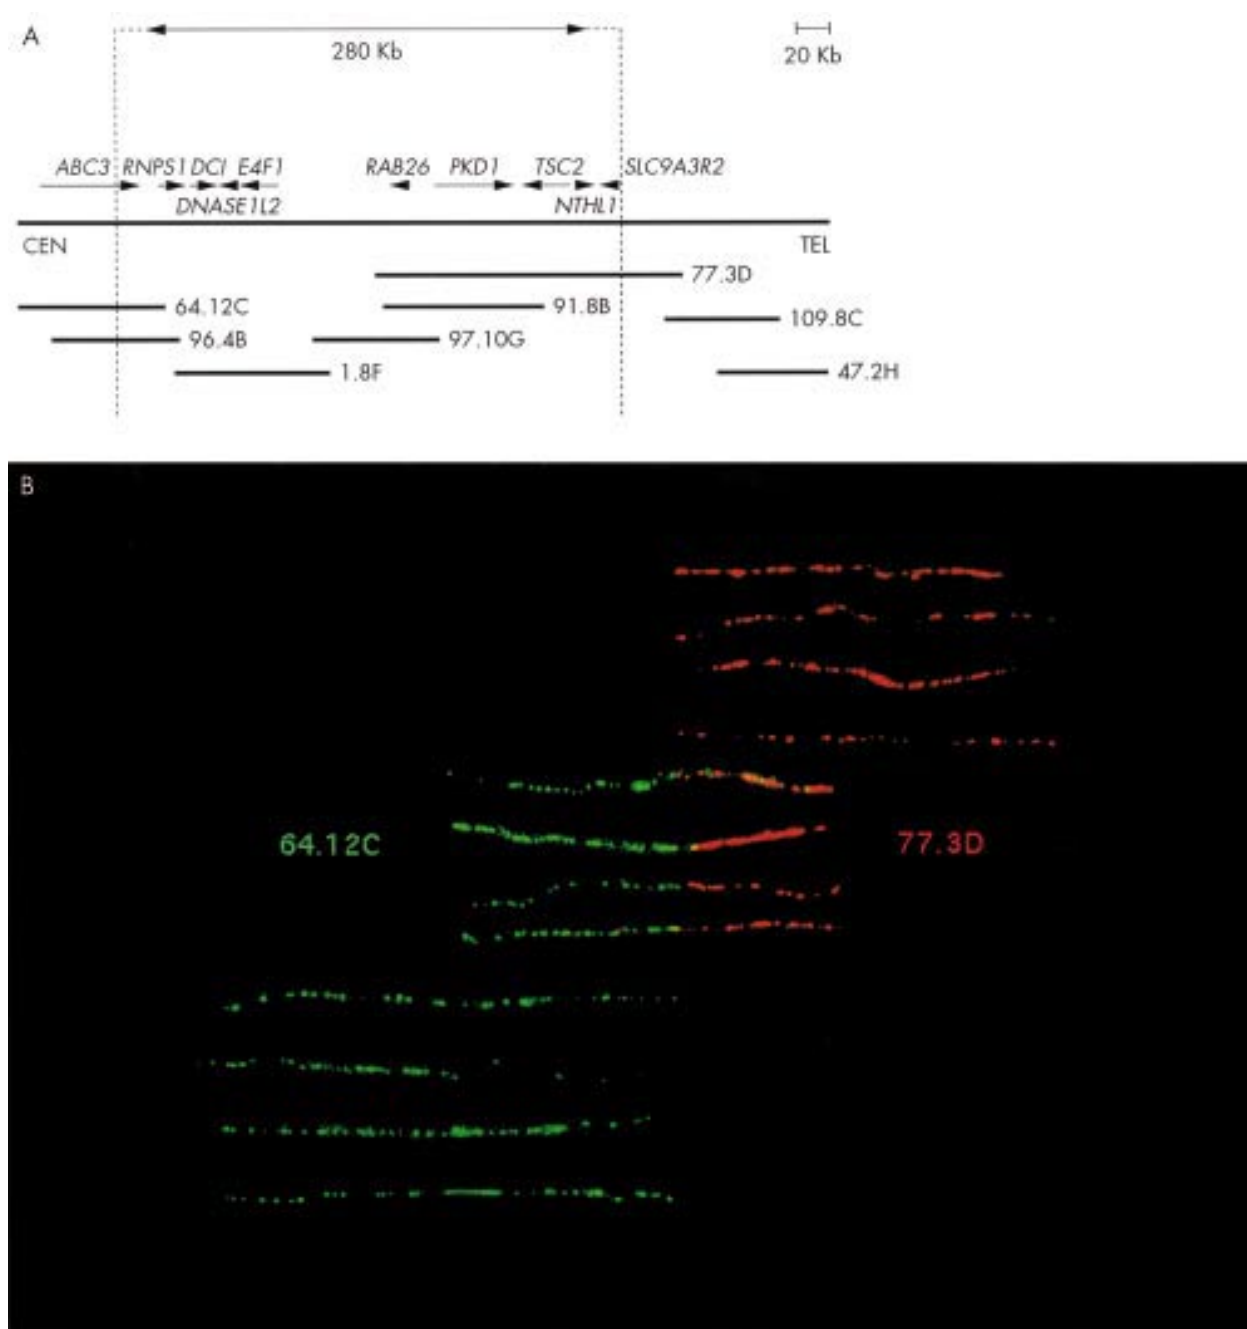 A
280 Kb
20 Kb
ABC3 RNPS1 DCI E4F1 RAB26 PKD1 TSC2 SLC9A3R2
DNASE1L2 NTHL1
CEN TEL
77.3D
64.12C 91.8B
109.8C
96.4B 97.10G
1.8F 47.2H
B
64.12C 77.3D